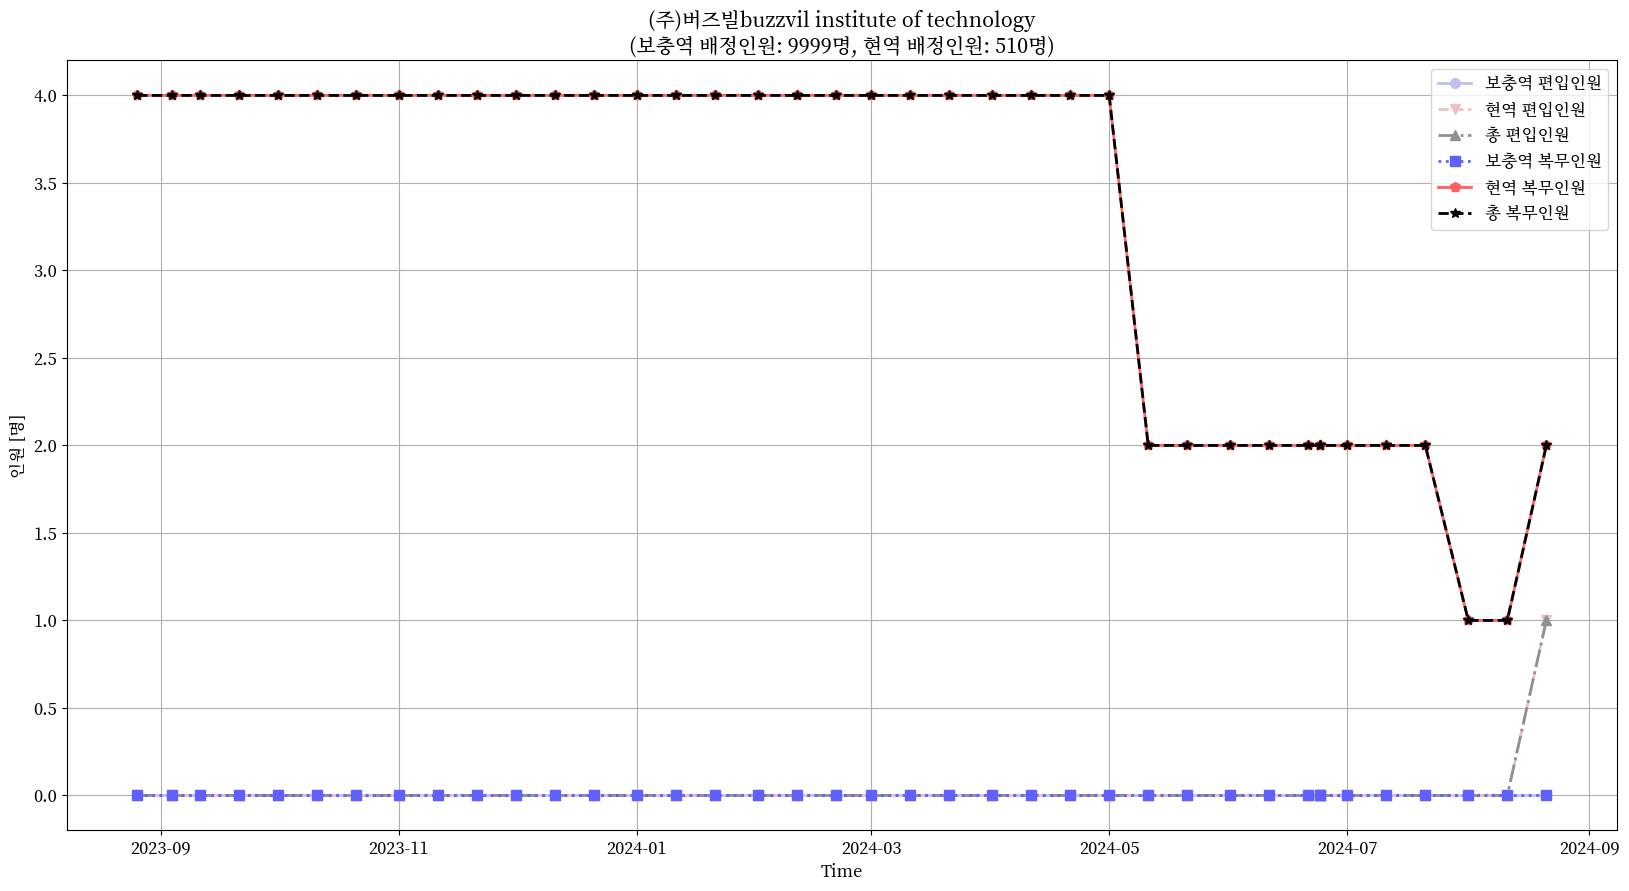 (주)버즈빌buzzvil institute of technology
(보충역 배정인원: 9999명, 현역 배정인원: 510명)
보충역 편입인원
현역 편입인원
총 편입인원
보충역 복무인원
현역 복무인원
총 복무인원
인원 [명]
4.0
3.5
3.0
2.5
2.0
1.5
1.0
0.5
0.0
2023-09 2023-11 2024-01 2024-03 2024-05 2024-07 2024-09
Time